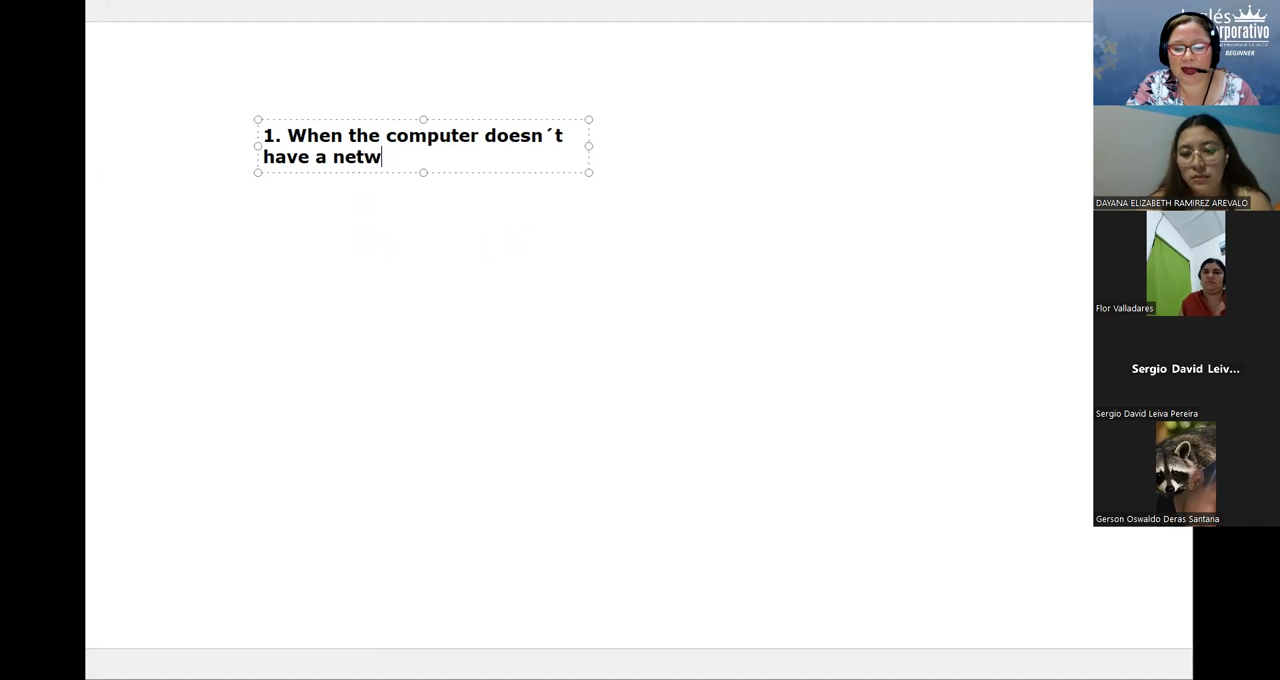 1. When the computer doesn´t
have a netw
BEGINNER
DAYANA ELIZABETH RAMIREZ AREVALO
Flor Valladares
Sergio David Leiv...
Sergio David Leiva Pereira
Gerson Oswaldo Deras Santana